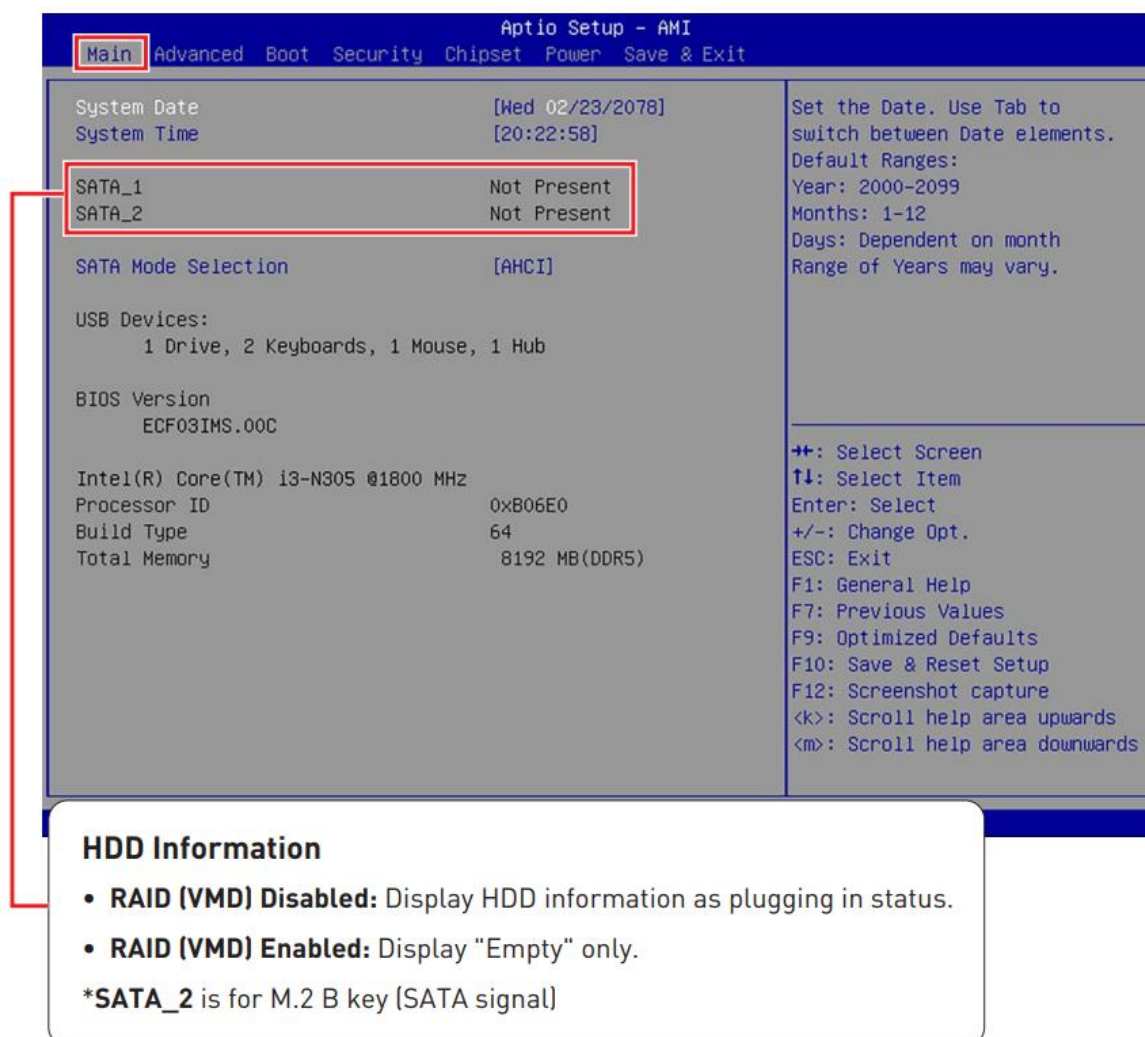 Aptio Setup – AMI
Main Advanced Boot Security Chipset Power Save & Exit
System Date [Wed 02/23/2078]
System Time [20:22:58]
SATA_1 Not Present
SATA_2 Not Present
SATA Mode Selection [AHCI]
USB Devices:
1 Drive, 2 Keyboards, 1 Mouse, 1 Hub
BIOS Version
ECF03IMS.00C
Intel(R) Core(TM) i3-N305 @1800 MHz
Processor ID 0xB06E0
Build Type 64
Total Memory 8192 MB(DDR5)
Set the Date. Use Tab to
switch between Date elements.
Default Ranges:
Year: 2000-2099
Months: 1-12
Days: Dependent on month
Range of Years may vary.
→←: Select Screen
↑↓: Select Item
Enter: Select
+/-: Change Opt.
ESC: Exit
F1: General Help
F7: Previous Values
F9: Optimized Defaults
F10: Save & Reset Setup
F12: Screenshot capture
<k>: Scroll help area upwards
<m>: Scroll help area downwards
HDD Information
• RAID (VMD) Disabled: Display HDD information as plugging in status.
• RAID (VMD) Enabled: Display "Empty" only.
*SATA_2 is for M.2 B key (SATA signal)